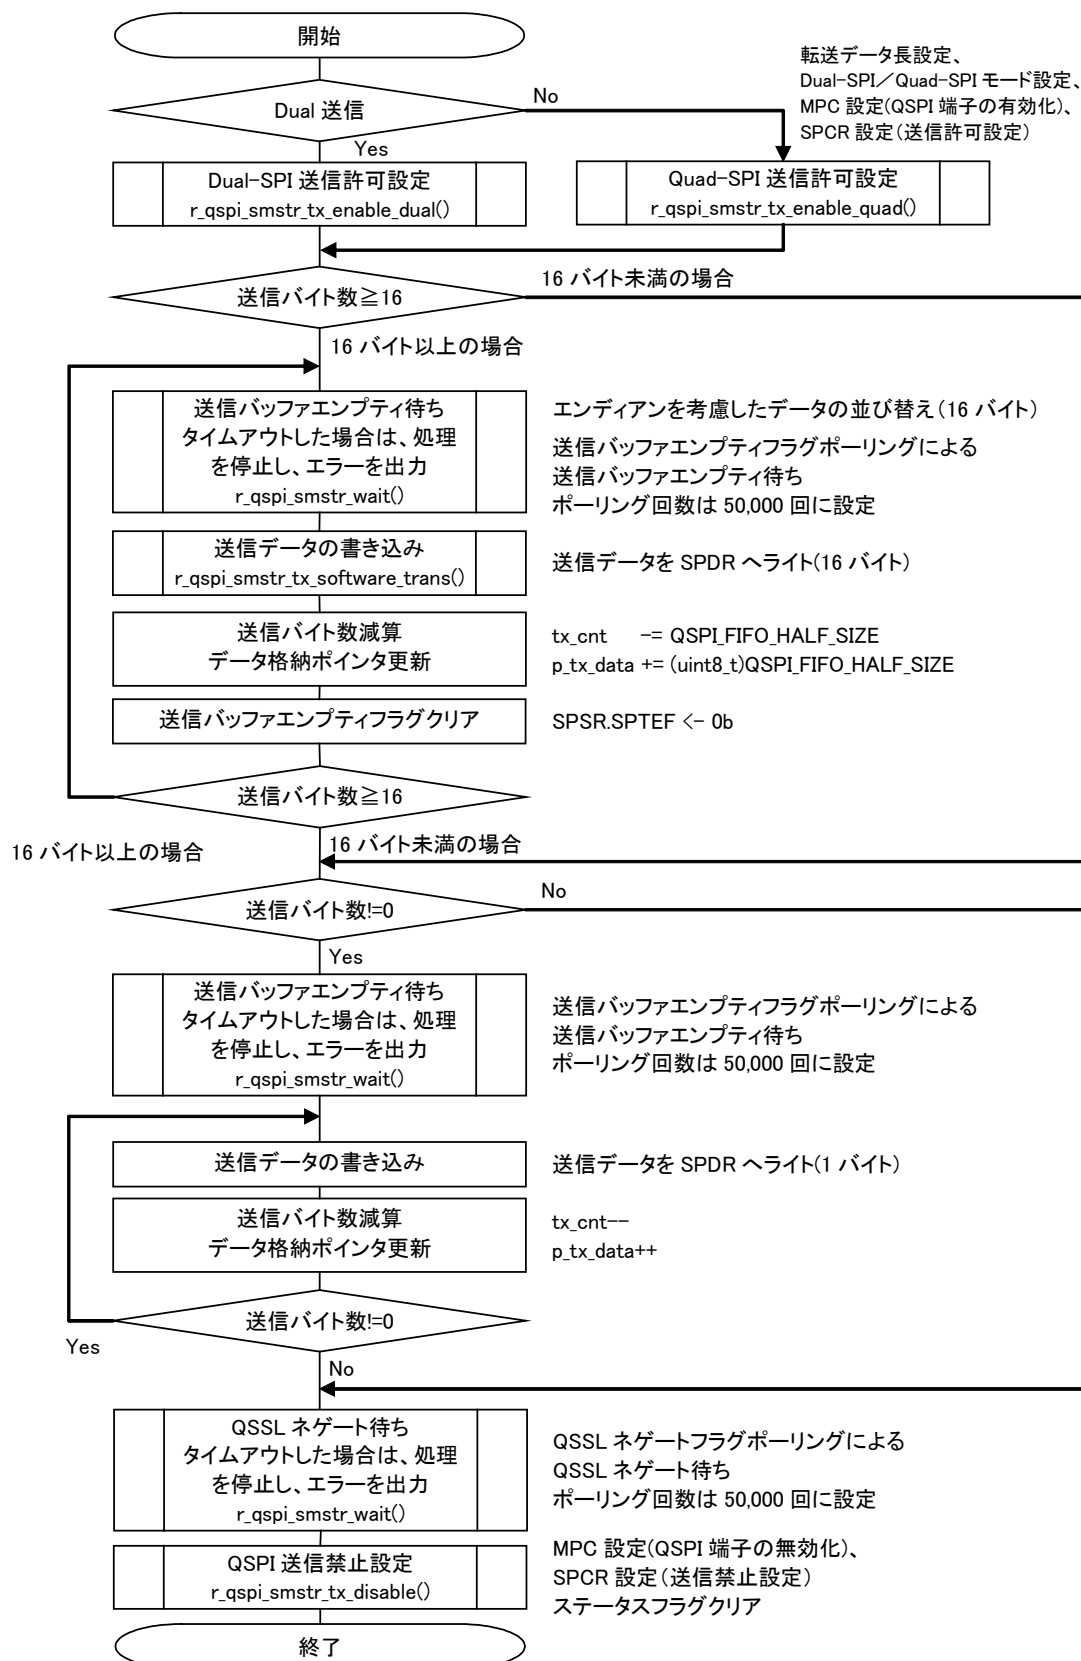 開始
転送データ長設定、
Dual-SPI／Quad-SPI モード設定、
MPC 設定(QSPI 端子の有効化)、
SPCR 設定(送信許可設定)
Dual 送信
No
Yes
Dual-SPI 送信許可設定
r_qspi_smstr_tx_enable_dual()
Quad-SPI 送信許可設定
r_qspi_smstr_tx_enable_quad()
送信バイト数≧16
16 バイト未満の場合
16 バイト以上の場合
送信バッファエンプティ待ち
タイムアウトした場合は、処理
を停止し、エラーを出力
r_qspi_smstr_wait()
エンディアンを考慮したデータの並び替え(16 バイト)
送信バッファエンプティフラグポーリングによる
送信バッファエンプティ待ち
ポーリング回数は 50,000 回に設定
送信データの書き込み
r_qspi_smstr_tx_software_trans()
送信データを SPDR へライト(16 バイト)
送信バイト数減算
データ格納ポインタ更新
tx_cnt -= QSPI_FIFO_HALF_SIZE
p_tx_data += (uint8_t)QSPI_FIFO_HALF_SIZE
送信バッファエンプティフラグクリア
SPSR.SPTEF <- 0b
送信バイト数≧16
16 バイト以上の場合
16 バイト未満の場合
送信バイト数!=0
No
Yes
送信バッファエンプティ待ち
タイムアウトした場合は、処理
を停止し、エラーを出力
r_qspi_smstr_wait()
送信バッファエンプティフラグポーリングによる
送信バッファエンプティ待ち
ポーリング回数は 50,000 回に設定
送信データの書き込み
送信データを SPDR へライト(1 バイト)
送信バイト数減算
データ格納ポインタ更新
tx_cnt--
p_tx_data++
送信バイト数!=0
Yes
No
QSSL ネゲート待ち
タイムアウトした場合は、処理
を停止し、エラーを出力
r_qspi_smstr_wait()
QSSL ネゲートフラグポーリングによる
QSSL ネゲート待ち
ポーリング回数は 50,000 回に設定
QSPI 送信禁止設定
r_qspi_smstr_tx_disable()
MPC 設定(QSPI 端子の無効化)、
SPCR 設定(送信禁止設定)
ステータスフラグクリア
終了